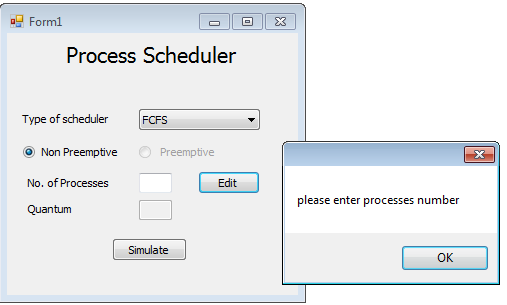 Form1
Process Scheduler
Type of scheduler FCFS
Non Preemptive Preemptive
No. of Processes Edit
Quantum
Simulate
please enter processes number
OK